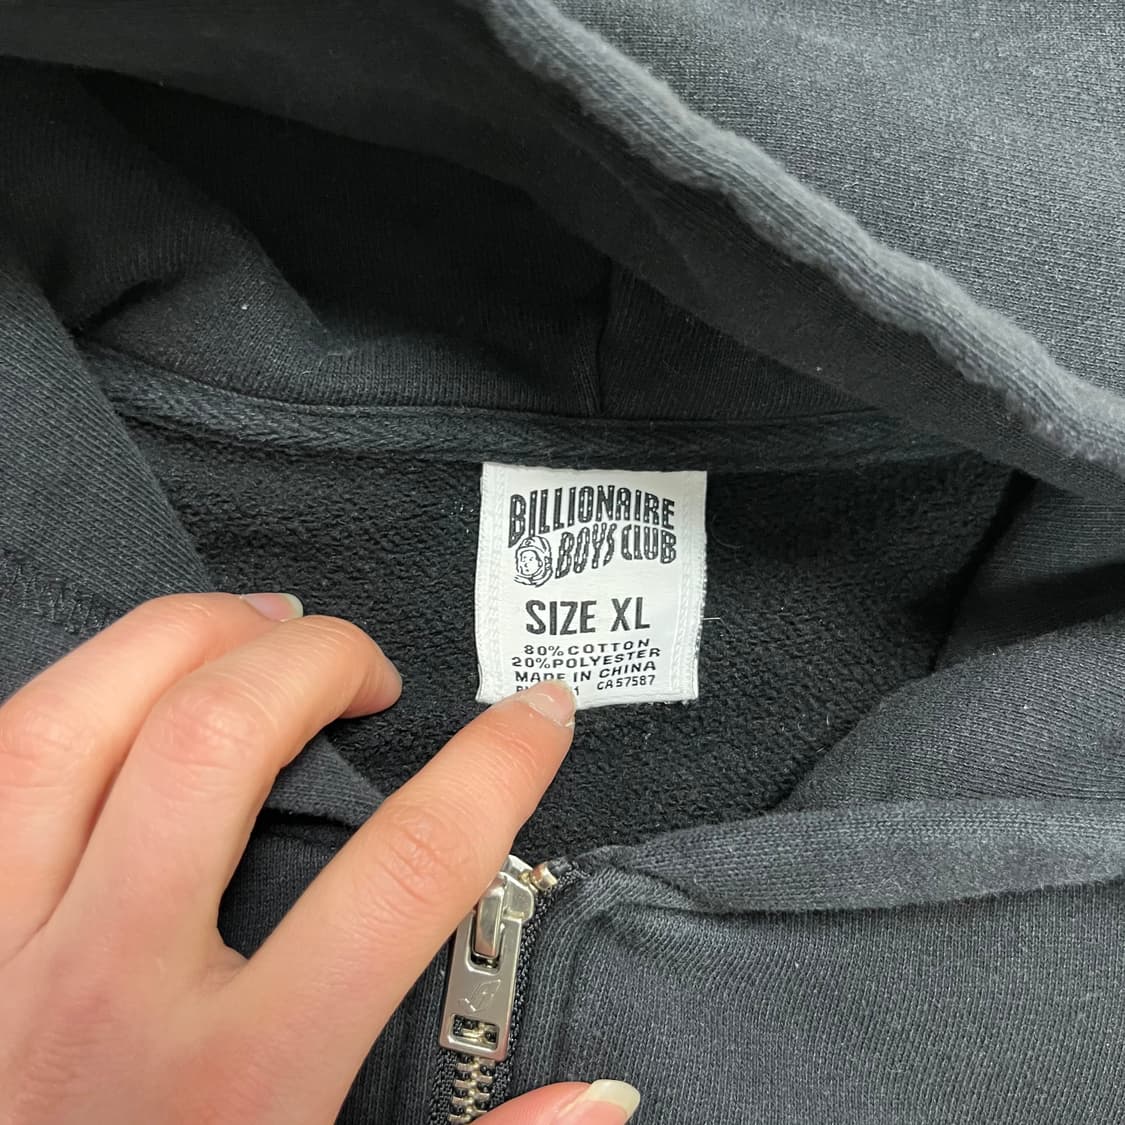 BILLIONAIRE
BOYS CLUB
SIZE XL
80%COTTON
20%POLYESTER
MADE IN CHINA
CA57587